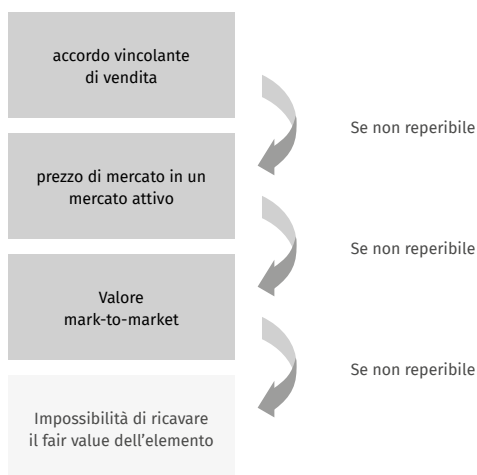 accordo vincolante
di vendita
Se non reperibile
prezzo di mercato in un
mercato attivo
Se non reperibile
Valore
mark-to-market
Se non reperibile
Impossibilità di ricavare
il fair value dell'elemento